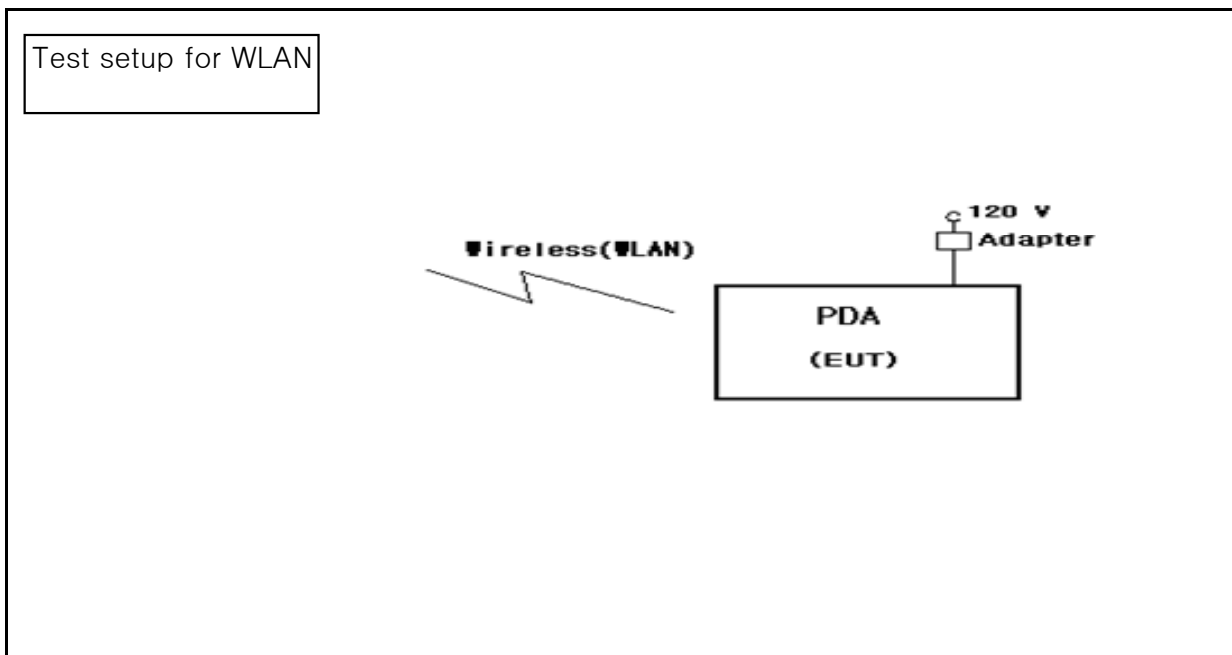 Test setup for WLAN
120 V
Adapter
Wireless(WLAN)
PDA
(EUT)